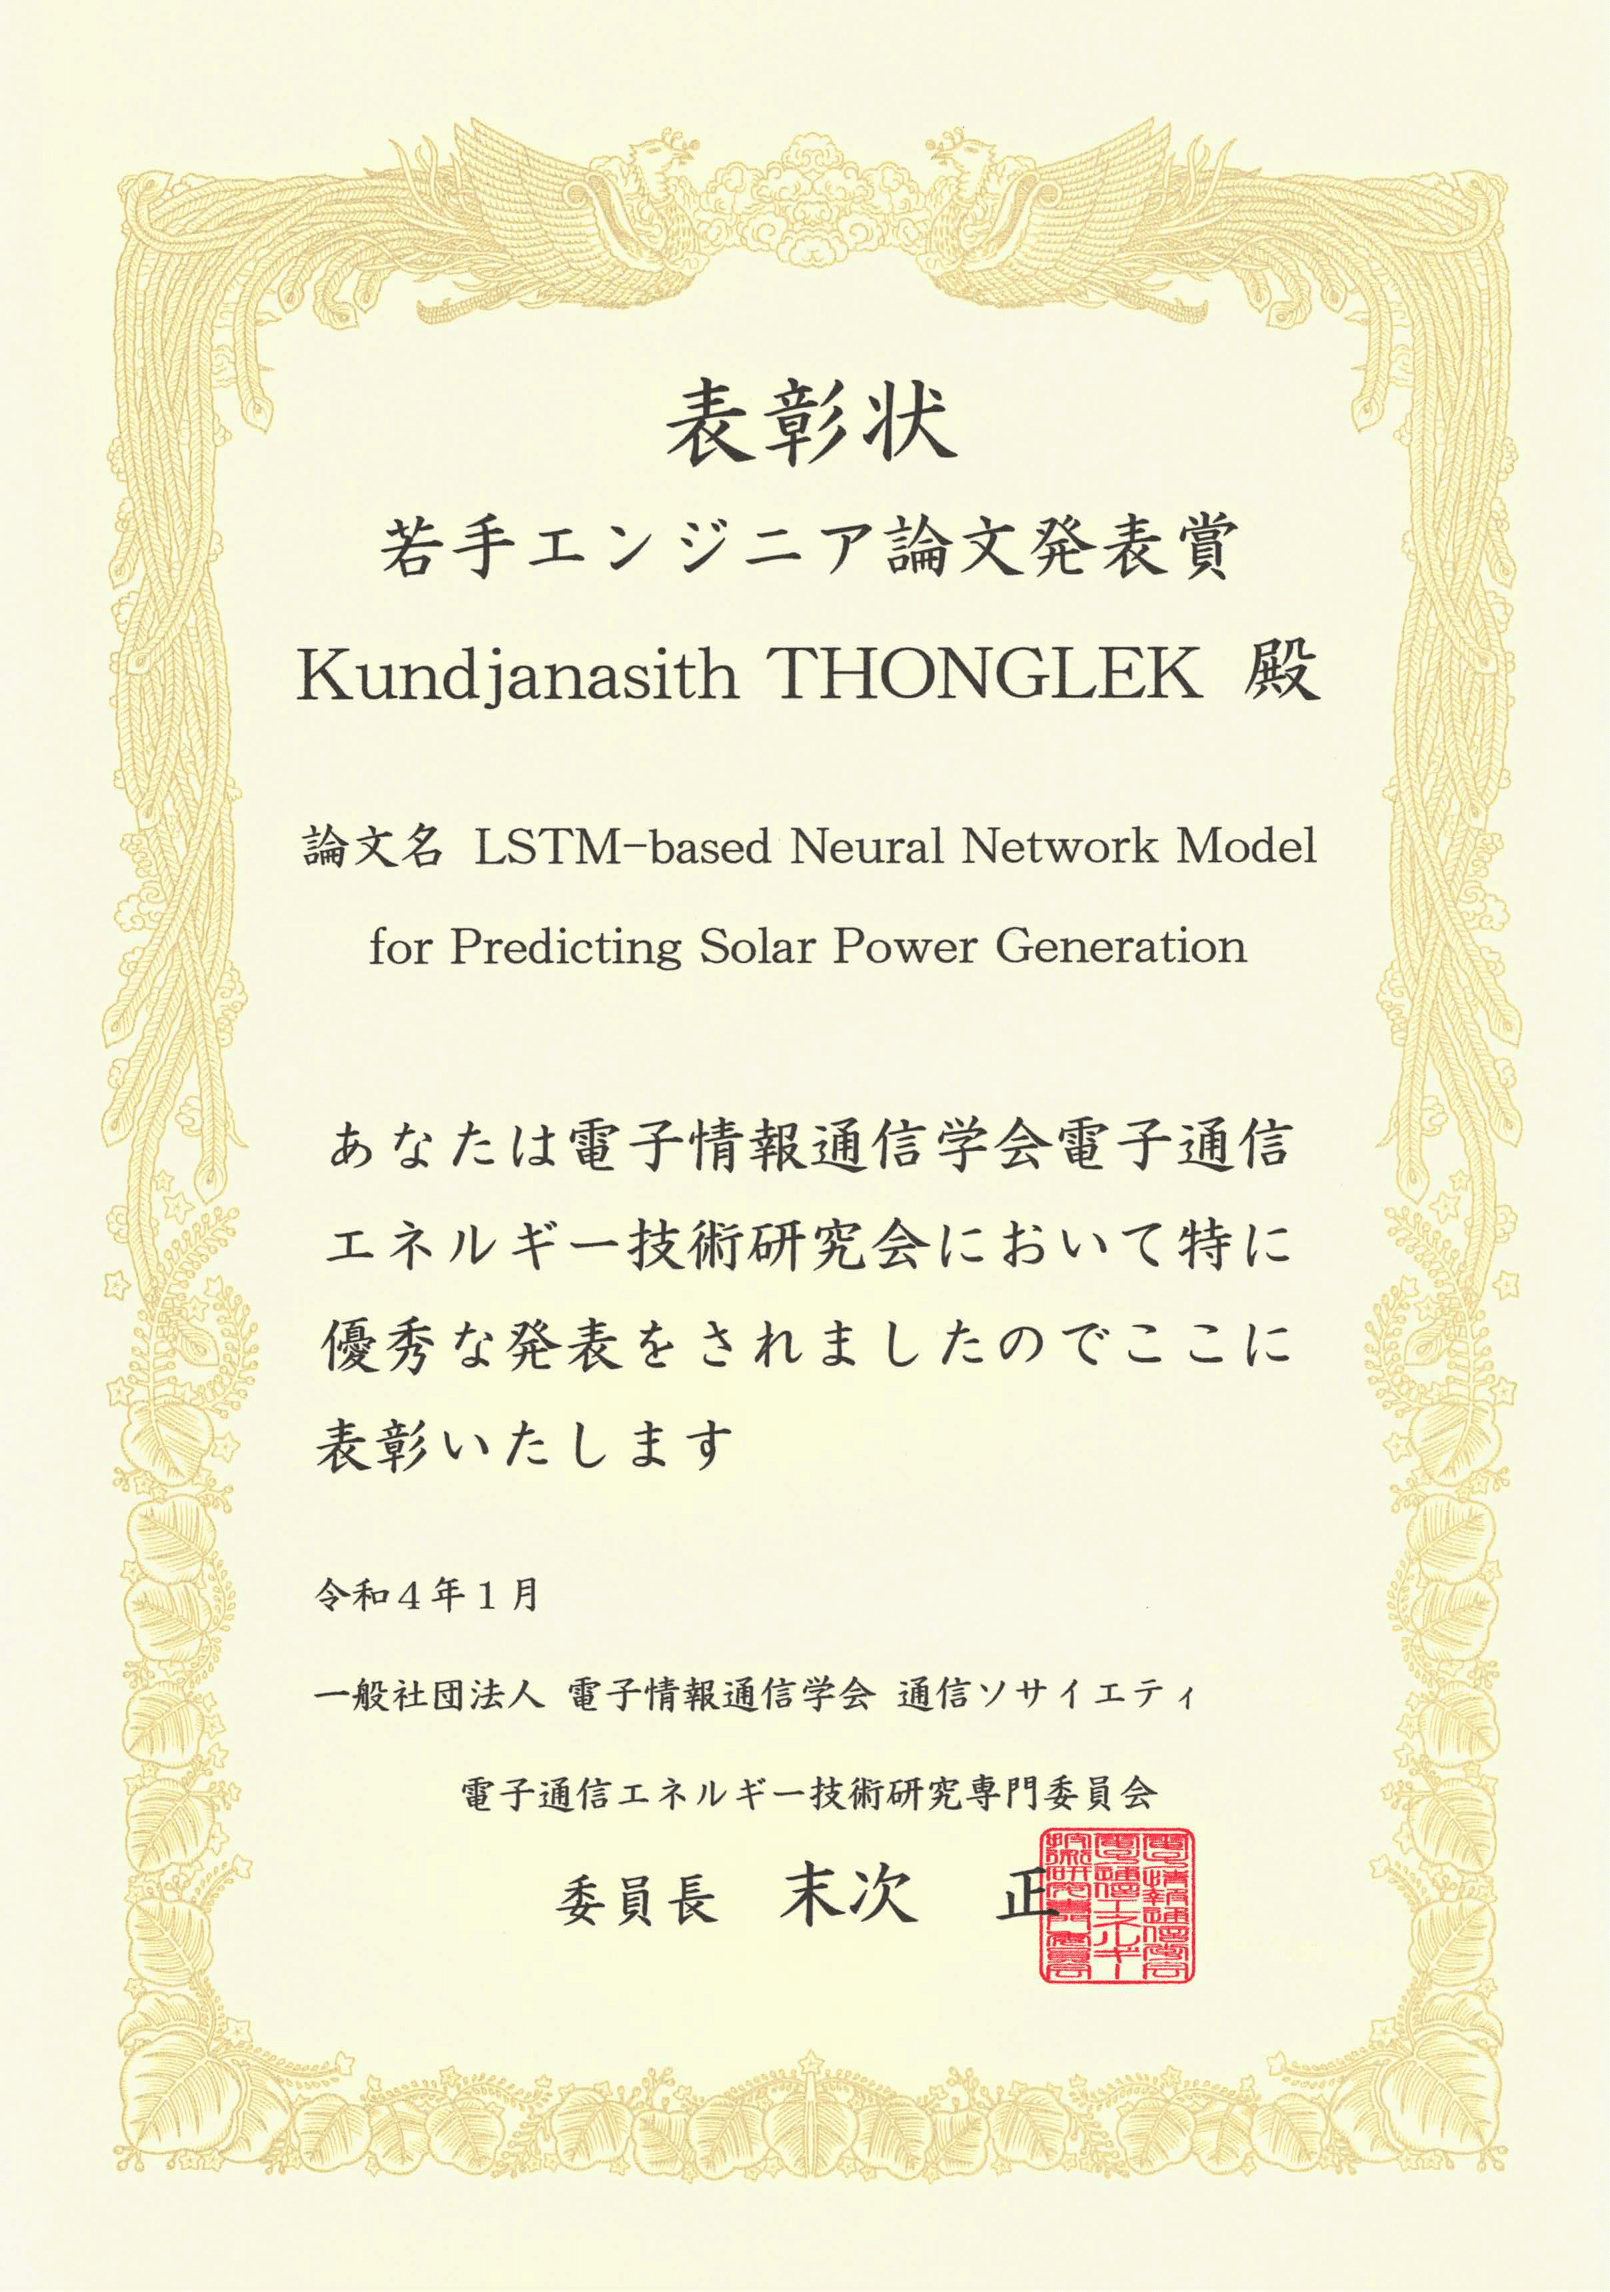 表彰状
若手エンジニア論文発表賞
Kundjanasith THONGLEK 殿
論文名 LSTM-based Neural Network Model
for Predicting Solar Power Generation
あなたは電子情報通信学会電子通信
エネルギー技術研究会において特に
優秀な発表をされましたのでここに
表彰いたします
令和4年1月
一般社団法人 電子情報通信学会 通信ソサイエティ
電子通信エネルギー技術研究専門委員会
委員長 末次 正